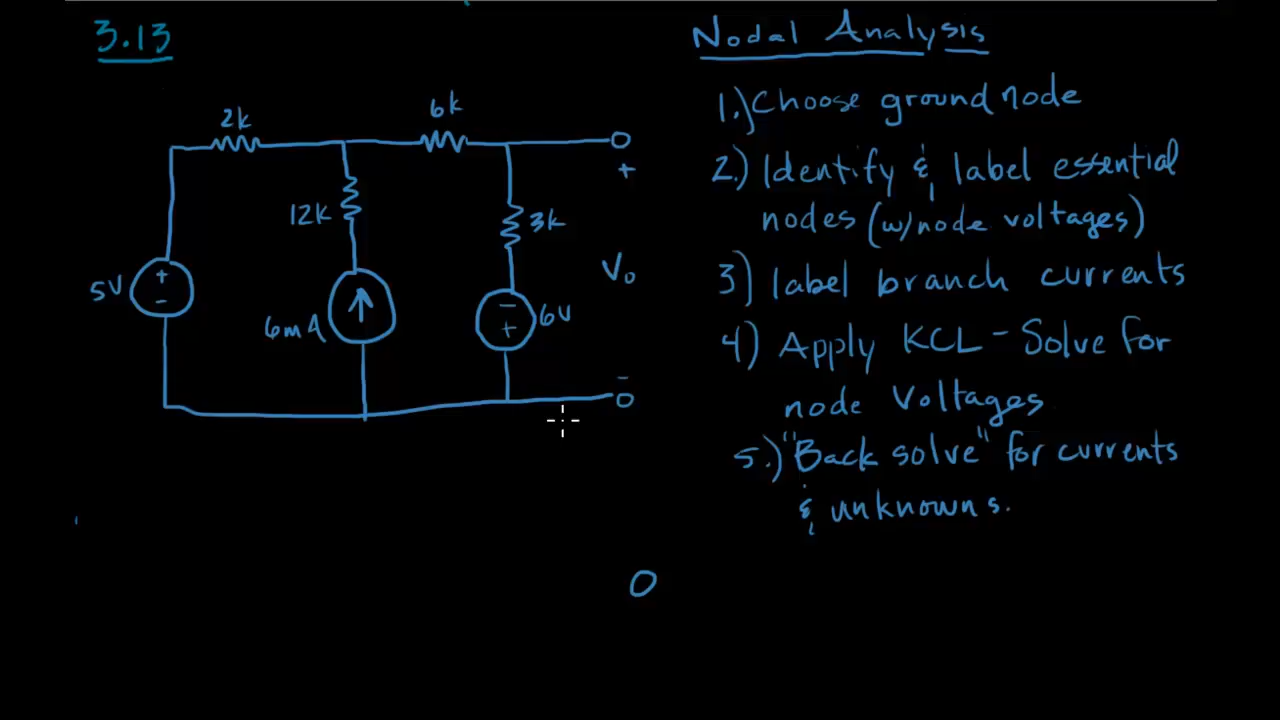 3.13
Nodal Analysis
1.) Choose ground node
2.) Identify & label essential
nodes (w/node voltages)
3) label branch currents
4) Apply KCL - Solve for
node Voltages
5.) "Back solve" for currents
& unknowns.
2k
6k
12k
3k
5V
+
-
6mA
-
+
6V
+
Vo
-
0